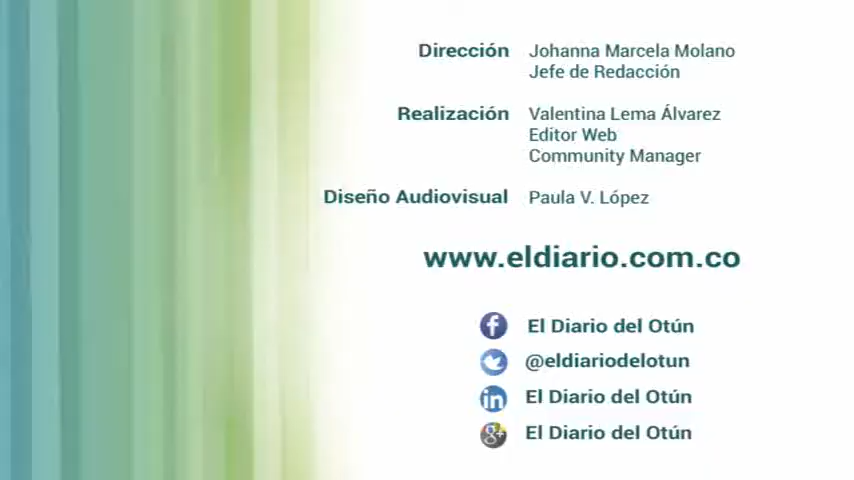 Dirección Johanna Marcela Molano
Jefe de Redacción
Realización Valentina Lema Álvarez
Editor Web
Community Manager
Diseño Audiovisual Paula V. López
www.eldiario.com.co
f El Diario del Otún
@eldiariodelotun
in El Diario del Otún
g+ El Diario del Otún